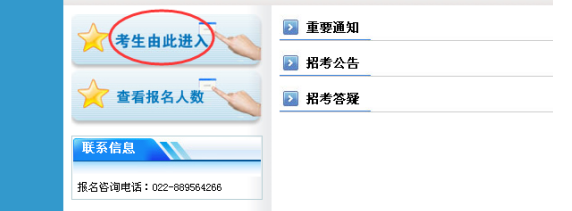 考生由此进入
查看报名人数
联系信息
报名咨询电话：022-889564266
重要通知
招考公告
招考答疑